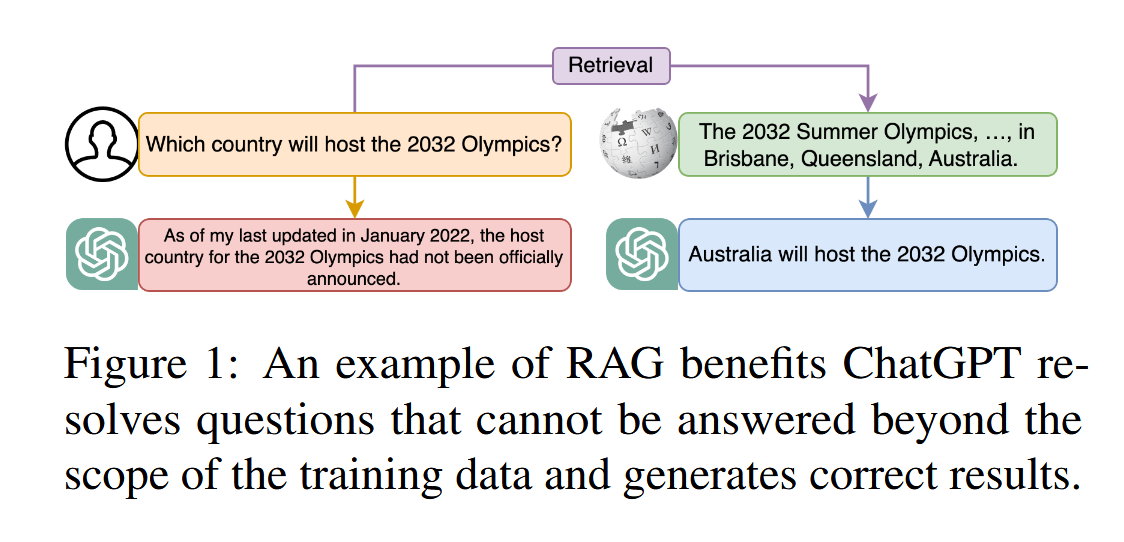 Retrieval
Which country will host the 2032 Olympics?
The 2032 Summer Olympics, …, in
Brisbane, Queensland, Australia.
As of my last updated in January 2022, the host
country for the 2032 Olympics had not been officially
announced.
Australia will host the 2032 Olympics.
Figure 1: An example of RAG benefits ChatGPT re-
solves questions that cannot be answered beyond the
scope of the training data and generates correct results.